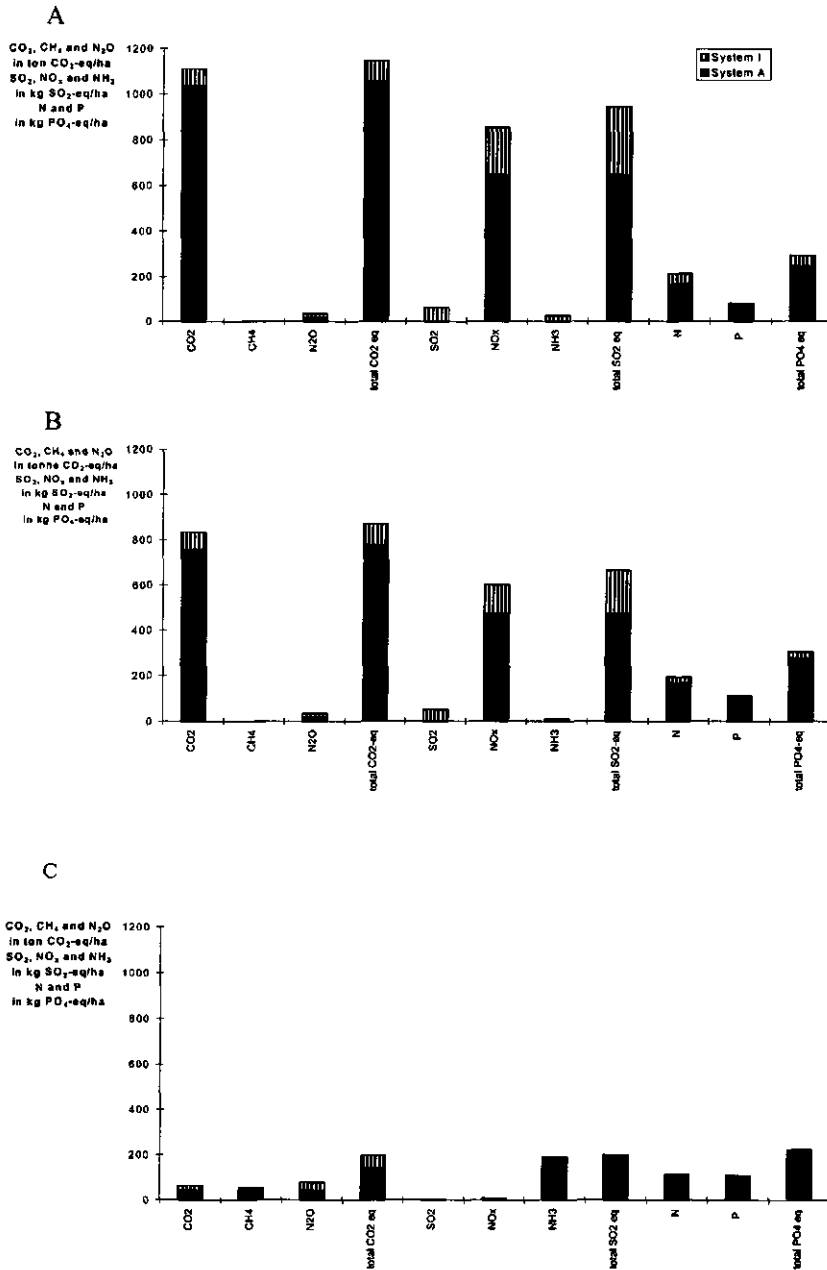 A
CO2, CH4 and N2O
in ton CO2-eq/ha
SO2, NOx and NH3
in kg SO2-eq/ha
N and P
in kg PO4-eq/ha
1200
1000
800
600
400
200
0
System I
System A
CO2
CH4
N2O
total CO2 eq
SO2
NOx
NH3
total SO2 eq
N
P
total PO4 eq
B
CO2, CH4 and N2O
in tonne CO2-eq/ha
SO2, NOx and NH3
in kg SO2-eq/ha
N and P
in kg PO4-eq/ha
1200
1000
800
600
400
200
0
CO2
CH4
N2O
total CO2-eq
SO2
NOx
NH3
total SO2-eq
N
P
total PO4-eq
C
CO2, CH4 and N2O
in ton CO2-eq/ha
SO2, NOx and NH3
in kg SO2-eq/ha
N and P
in kg PO4-eq/ha
1200
1000
800
600
400
200
0
CO2
CH4
N2O
total CO2 eq
SO2
NOx
NH3
total SO2 eq
N
P
total PO4 eq